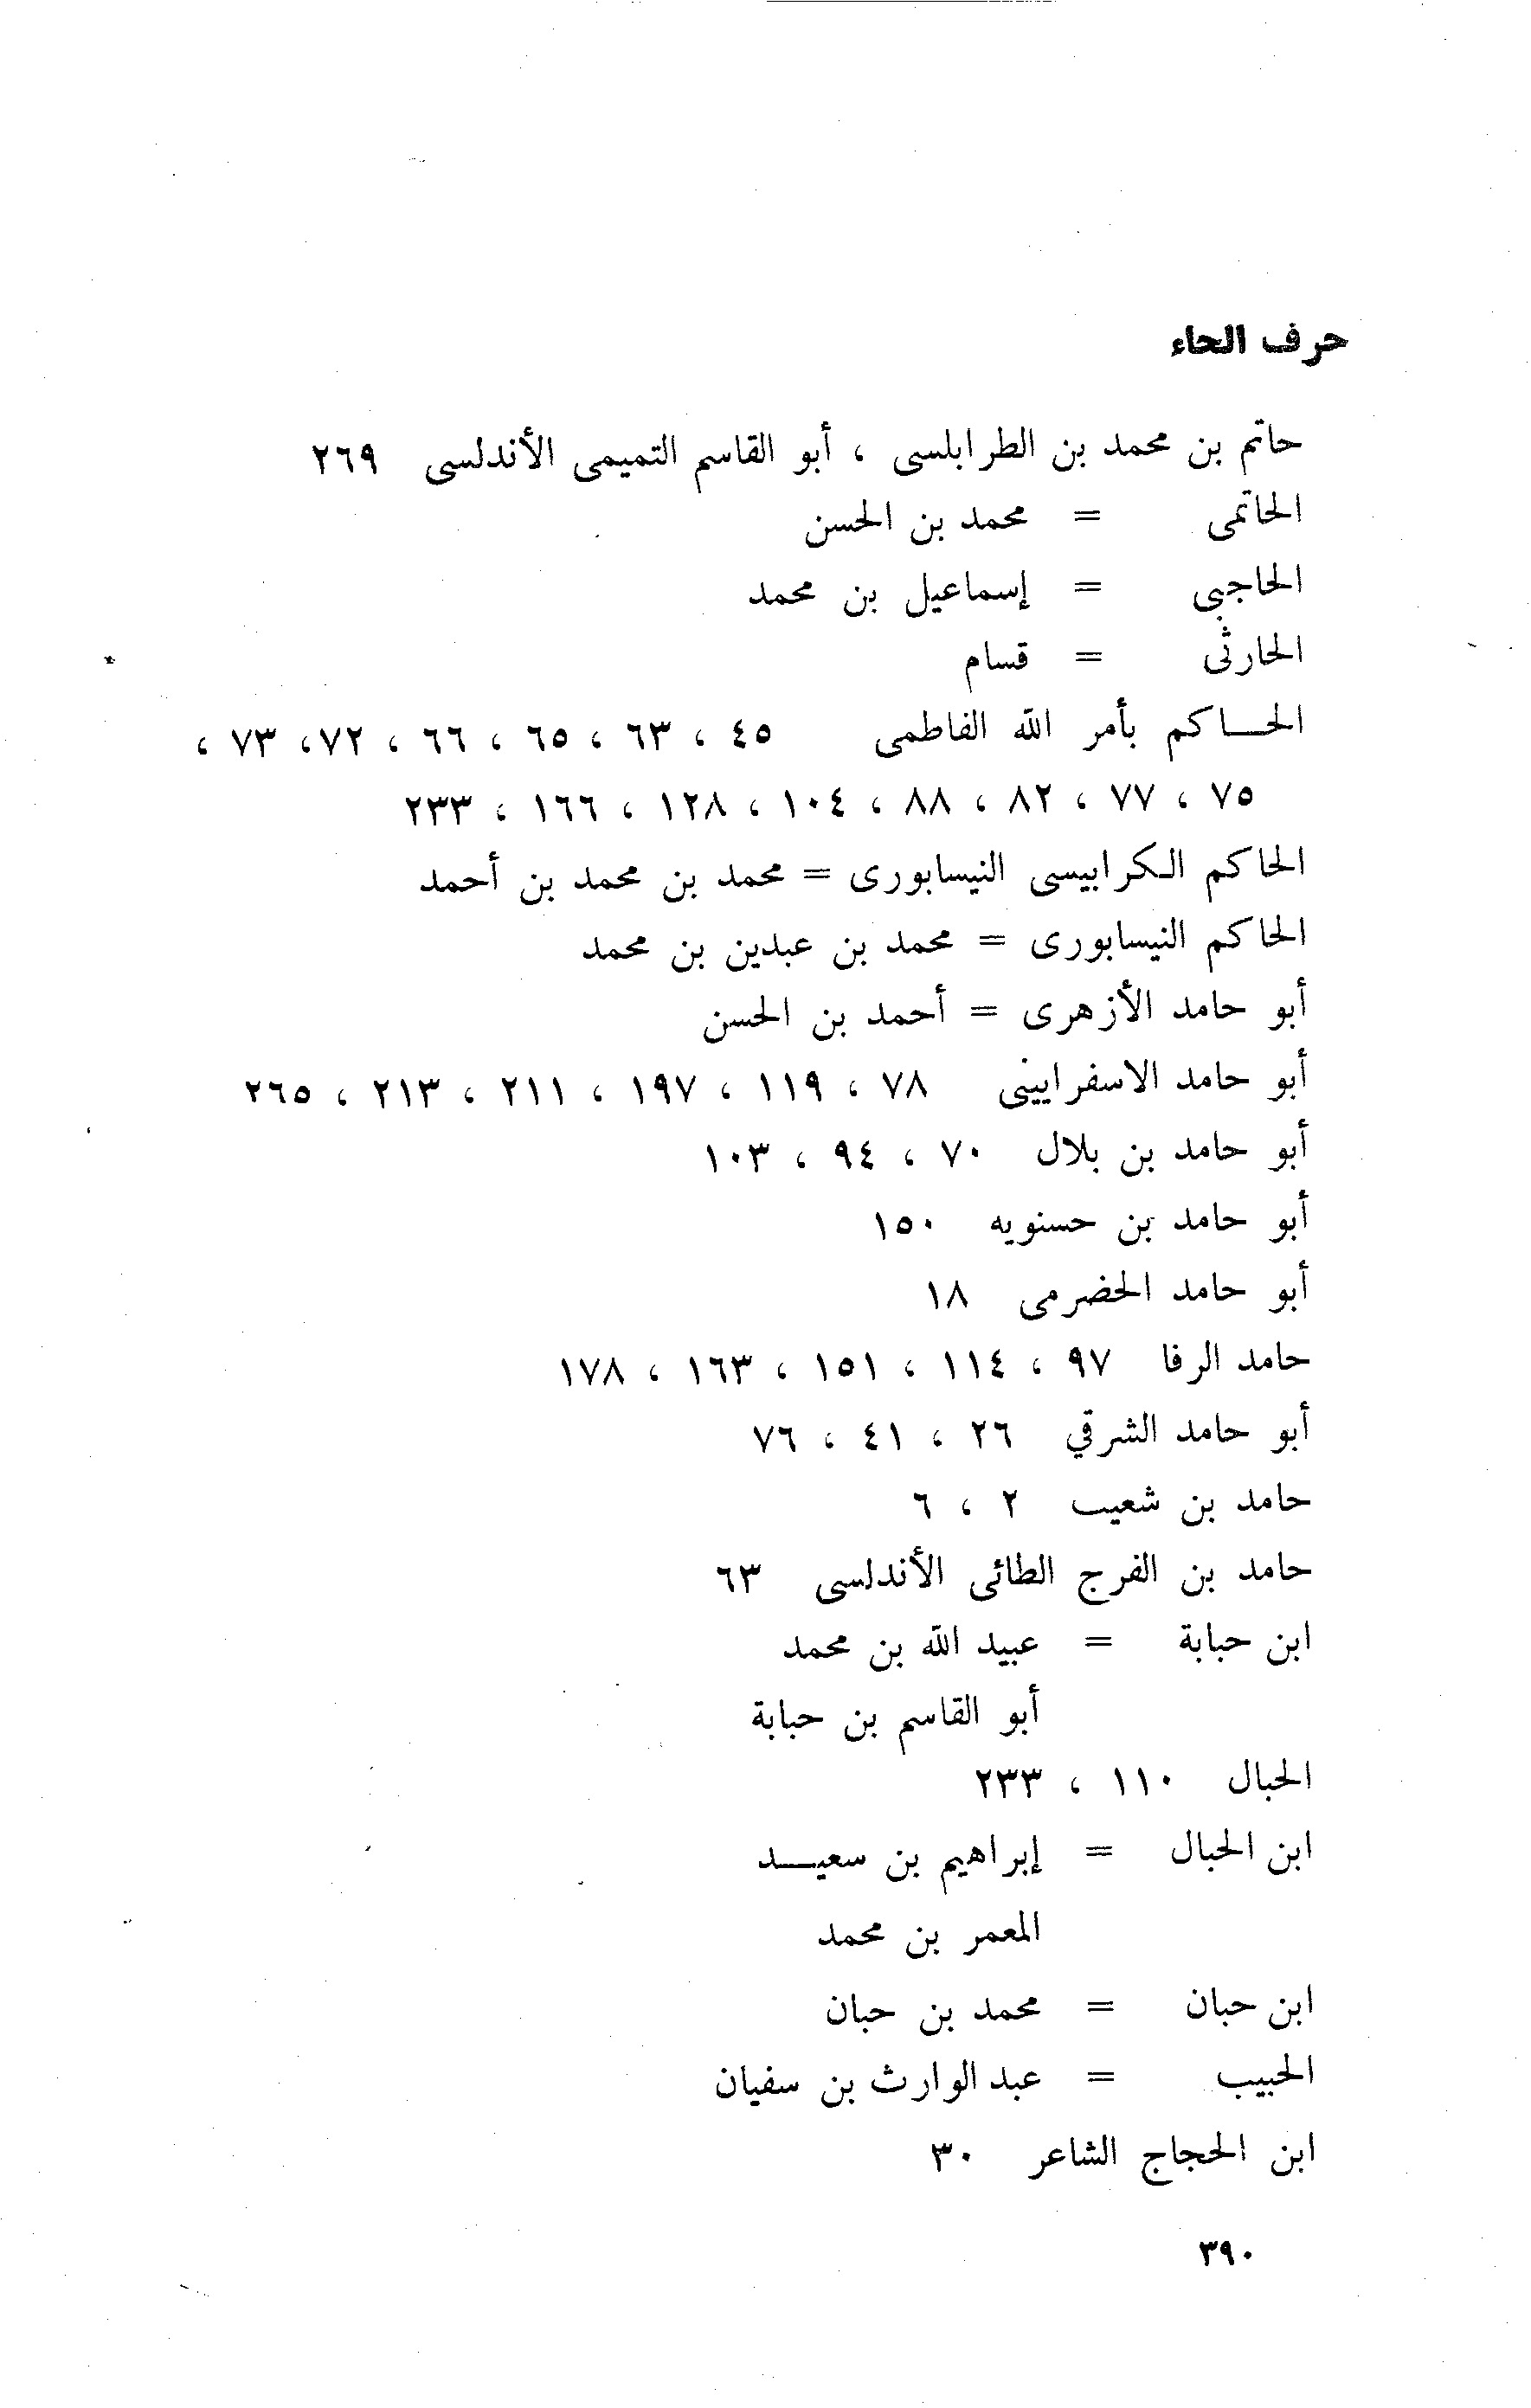 حرف الحاء
حاتم بن محمد بن الطرابلسى ، أبو القاسم التميمى الأندلسى ٢٦٩
الحاتمى = محمد بن الحسن
الحاجبى = إسماعيل بن محمد
الحارثى = قسام
الحــاكم بأمر الله الفاطمى ٤٥ ، ٦٣ ، ٦٥ ، ٦٦ ، ٧٢، ٧٣ ،
٧٥ ، ٧٧ ، ٨٢ ، ٨٨ ، ١٠٤ ، ١٢٨ ، ١٦٦ ، ٢٣٣
الحاكم الكرابيسى النيسابورى = محمد بن محمد بن أحمد
الحاكم النيسابورى = محمد بن عبدين بن محمد
أبو حامد الأزهرى = أحمد بن الحسن
أبو حامد الاسفرايينى ٧٨ ، ١١٩ ، ١٩٧ ، ٢١١ ، ٢١٣ ، ٢٦٥
أبو حامد بن بلال ٧٠ ، ٩٤ ، ١٠٣
أبو حامد بن حسنويه ١٥٠
أبو حامد الحضرمى ١٨
حامد الرفا ٩٧ ، ١١٤ ، ١٥١ ، ١٦٣ ، ١٧٨
أبو حامد الشرقي ٢٦ ، ٤١ ، ٧٦
حامد بن شعيب ٢ ، ٦
حامد بن الفرج الطائى الأندلسى ٦٣
ابن حبابة = عبيد الله بن محمد
أبو القاسم بن حبابة
الحبال ١١٠ ، ٢٣٣
ابن الحبال = إبراهيم بن سعيــد
المعمر بن محمد
ابن حبان = محمد بن حبان
الحبيب = عبد الوارث بن سفيان
ابن الحجاج الشاعر ٣٠
٣٩٠